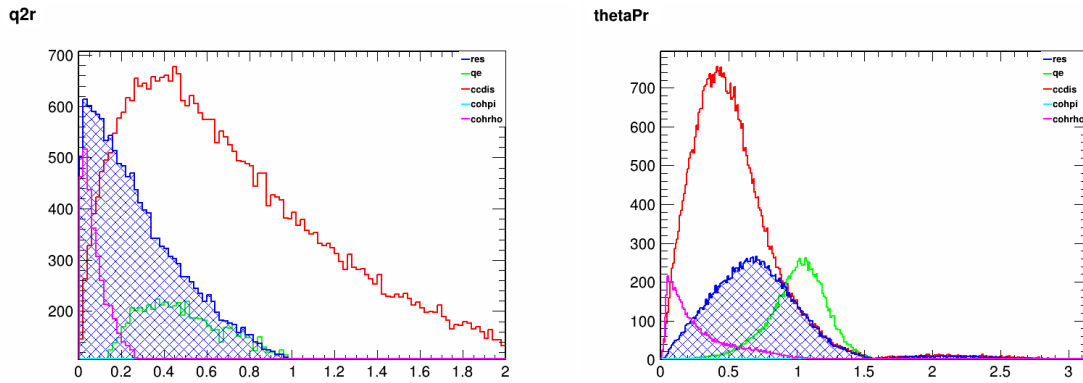 q2r
700
600
500
400
300
200
0 0.2 0.4 0.6 0.8 1 1.2 1.4 1.6 1.8 2
res
qe
ccdis
cohpi
cohrho
thetaPr
700
600
500
400
300
200
100
0
0 0.5 1 1.5 2 2.5 3
res
qe
ccdis
cohpi
cohrho